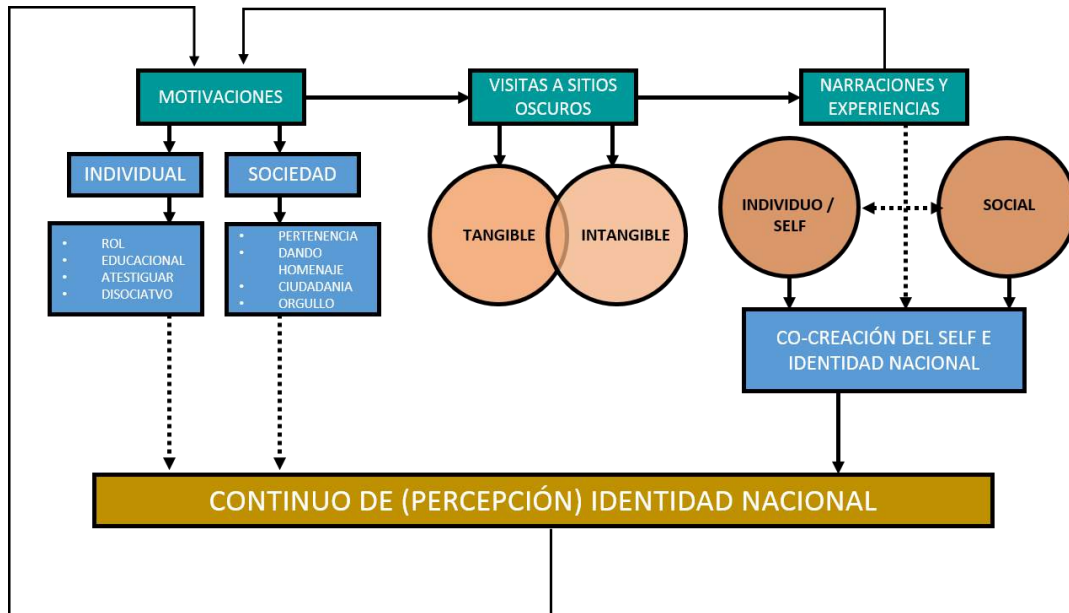 MOTIVACIONES
VISITAS A SITIOS
OSCUROS
NARRACIONES Y
EXPERIENCIAS
INDIVIDUAL
SOCIEDAD
• ROL
• EDUCACIONAL
• ATESTIGUAR
• DISOCIATVO
• PERTENENCIA
• DANDO
HOMENAJE
• CIUDADANIA
• ORGULLO
TANGIBLE
INTANGIBLE
INDIVIDUO /
SELF
SOCIAL
CO-CREACIÓN DEL SELF E
IDENTIDAD NACIONAL
CONTINUO DE (PERCEPCIÓN) IDENTIDAD NACIONAL